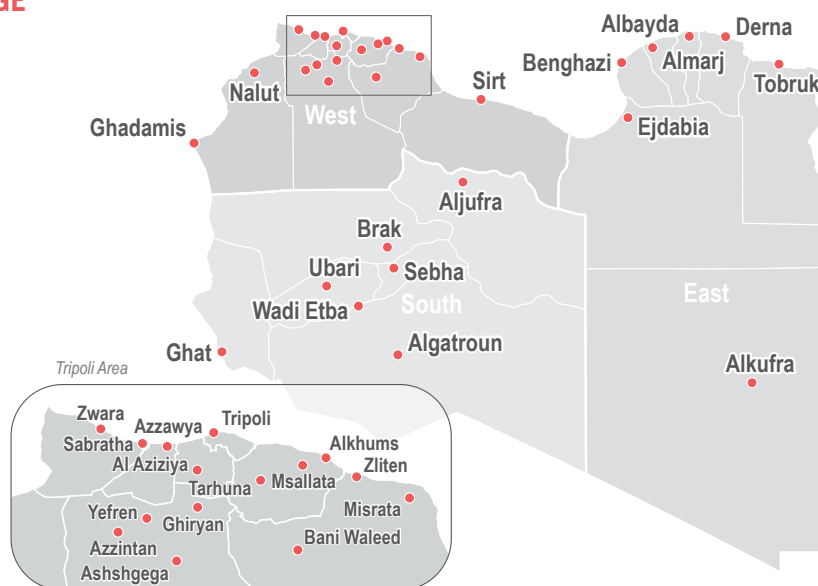 GE
Albayda
Derna
Benghazi
Almarj
Tobruk
Nalut
Sirt
West
Ghadamis
Ejdabia
Aljufra
Brak
Ubari
Sebha
East
Wadi Etba
South
Ghat
Algatroun
Alkufra
Tripoli Area
Zwara
Azzawya
Tripoli
Sabratha
Alkhums
Al Aziziya
Zliten
Tarhuna
Msallata
Misrata
Yefren
Ghiryan
Bani Waleed
Azzintan
Ashshgega